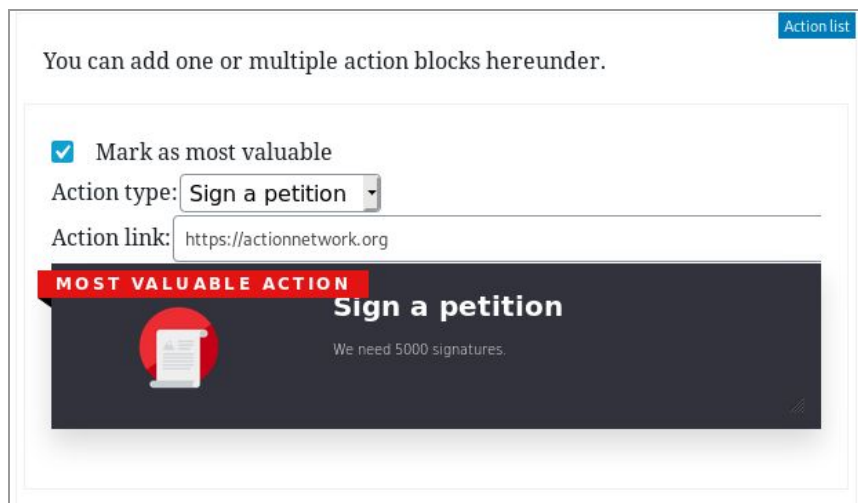 Action list
You can add one or multiple action blocks hereunder.
Mark as most valuable
Action type: Sign a petition
Action link: https://actionnetwork.org
MOST VALUABLE ACTION
Sign a petition
We need 5000 signatures.